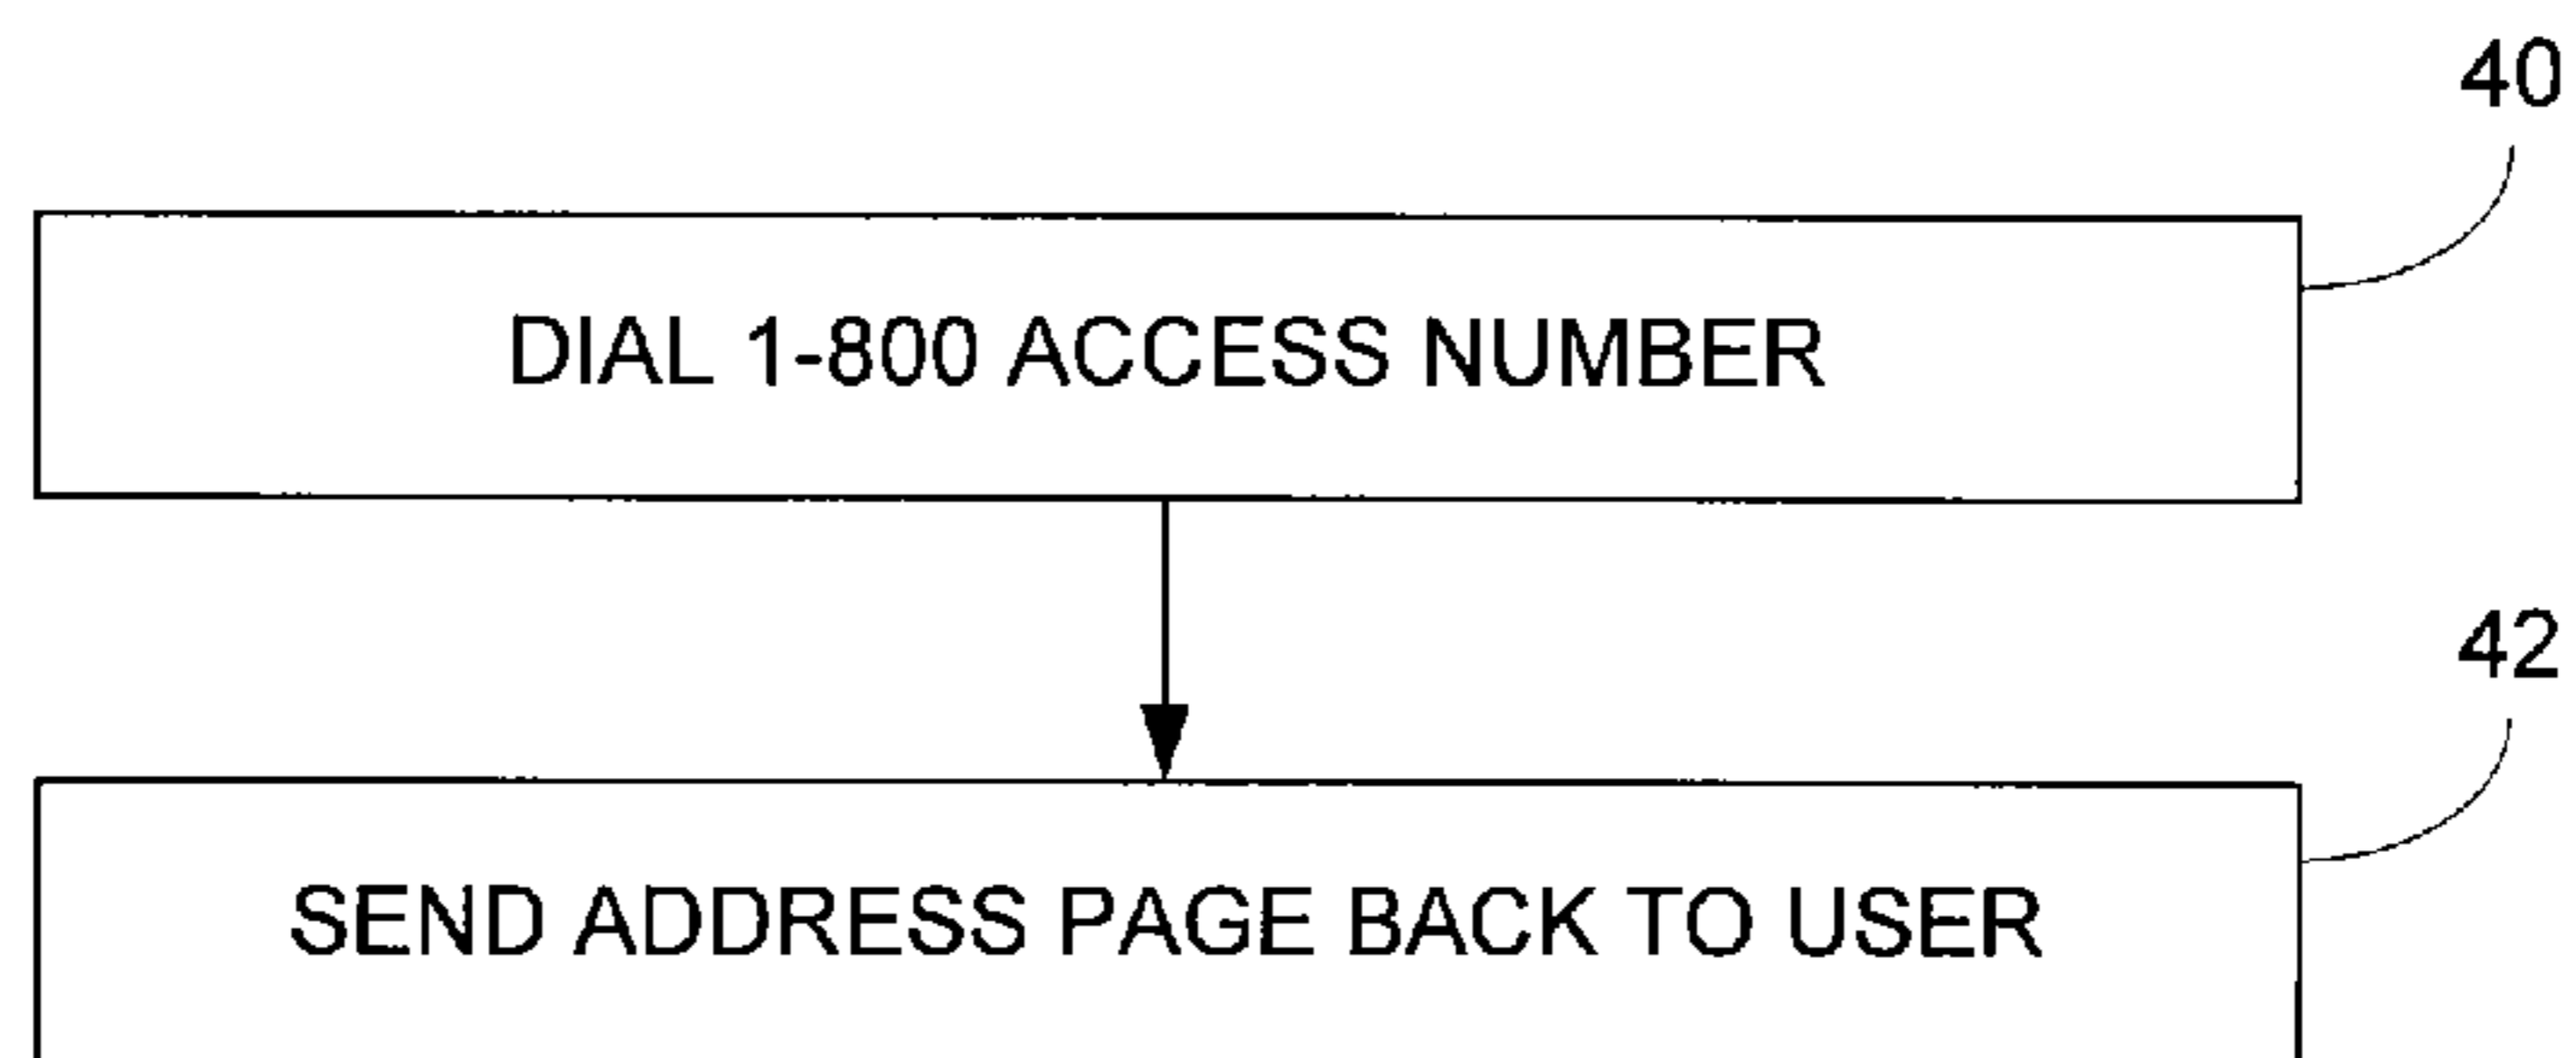 40
DIAL 1-800 ACCESS NUMBER
42
SEND ADDRESS PAGE BACK TO USER